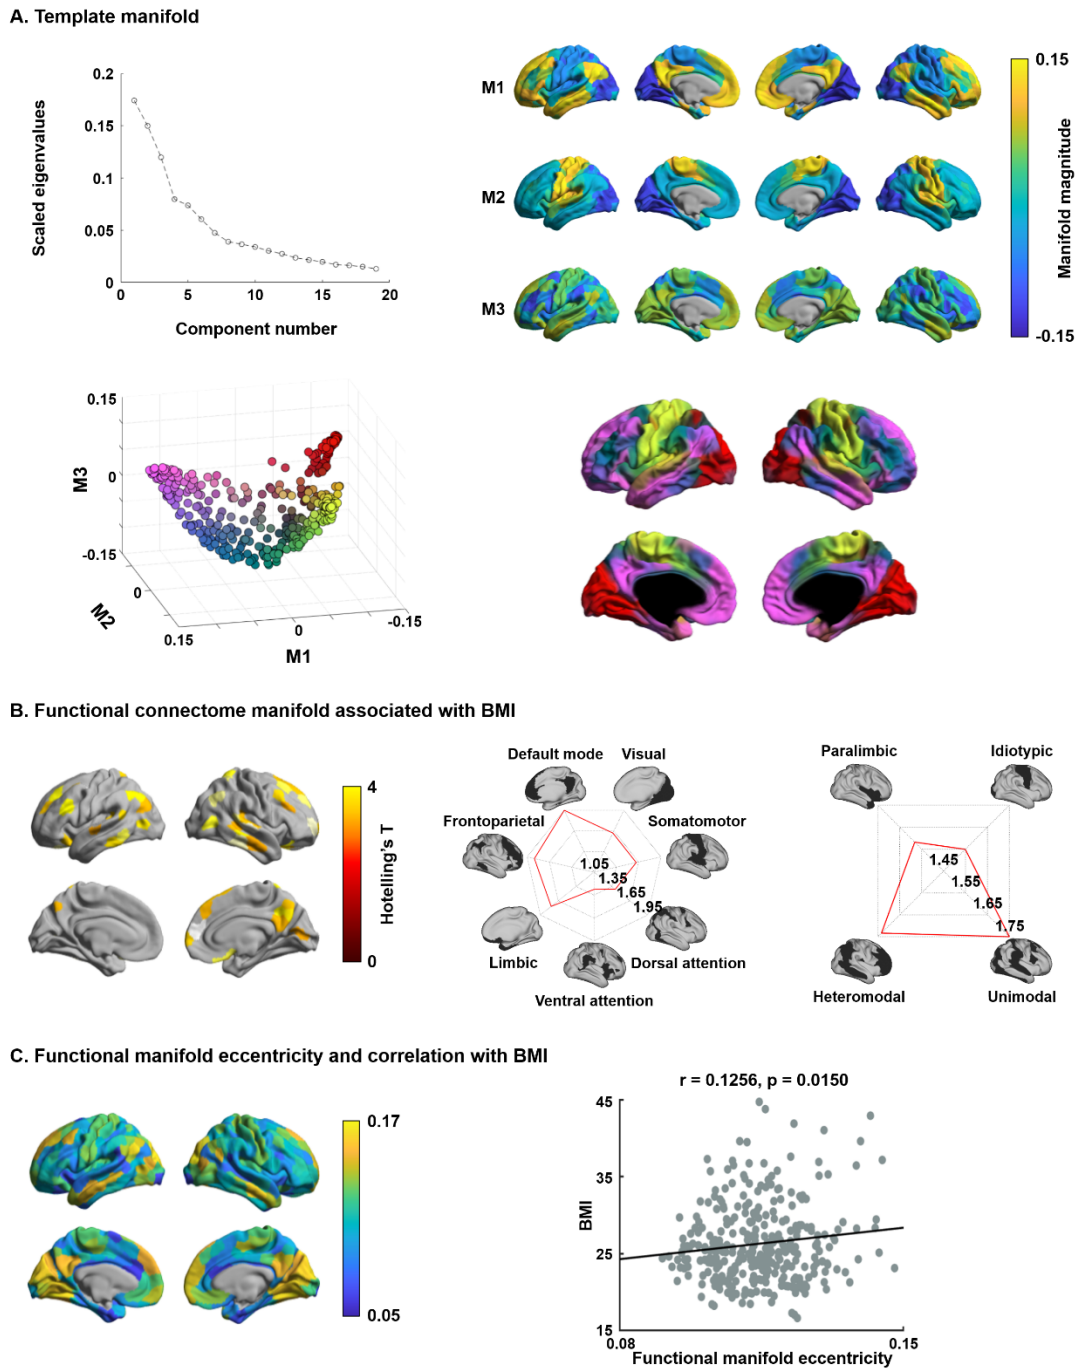 A. Template manifold
0.2
0.15
0.1
0.05
0
0 5 10 15 20
Scaled eigenvalues
Component number
M1
M2
M3
0.15
-0.15
Manifold magnitude
0.15
0
-0.15
M3
0
0.15
M2
0
-0.15
M1
B. Functional connectome manifold associated with BMI
4
0
Hotelling's T
Default mode Visual
Frontoparietal Somatomotor
1.05
1.35
1.65
1.95
Limbic Dorsal attention
Ventral attention
Paralimbic Idiotypic
1.45
1.55
1.65
1.75
Heteromodal Unimodal
C. Functional manifold eccentricity and correlation with BMI
0.17
0.05
r = 0.1256, p = 0.0150
45
35
25
15
BMI
0.08 0.15
Functional manifold eccentricity